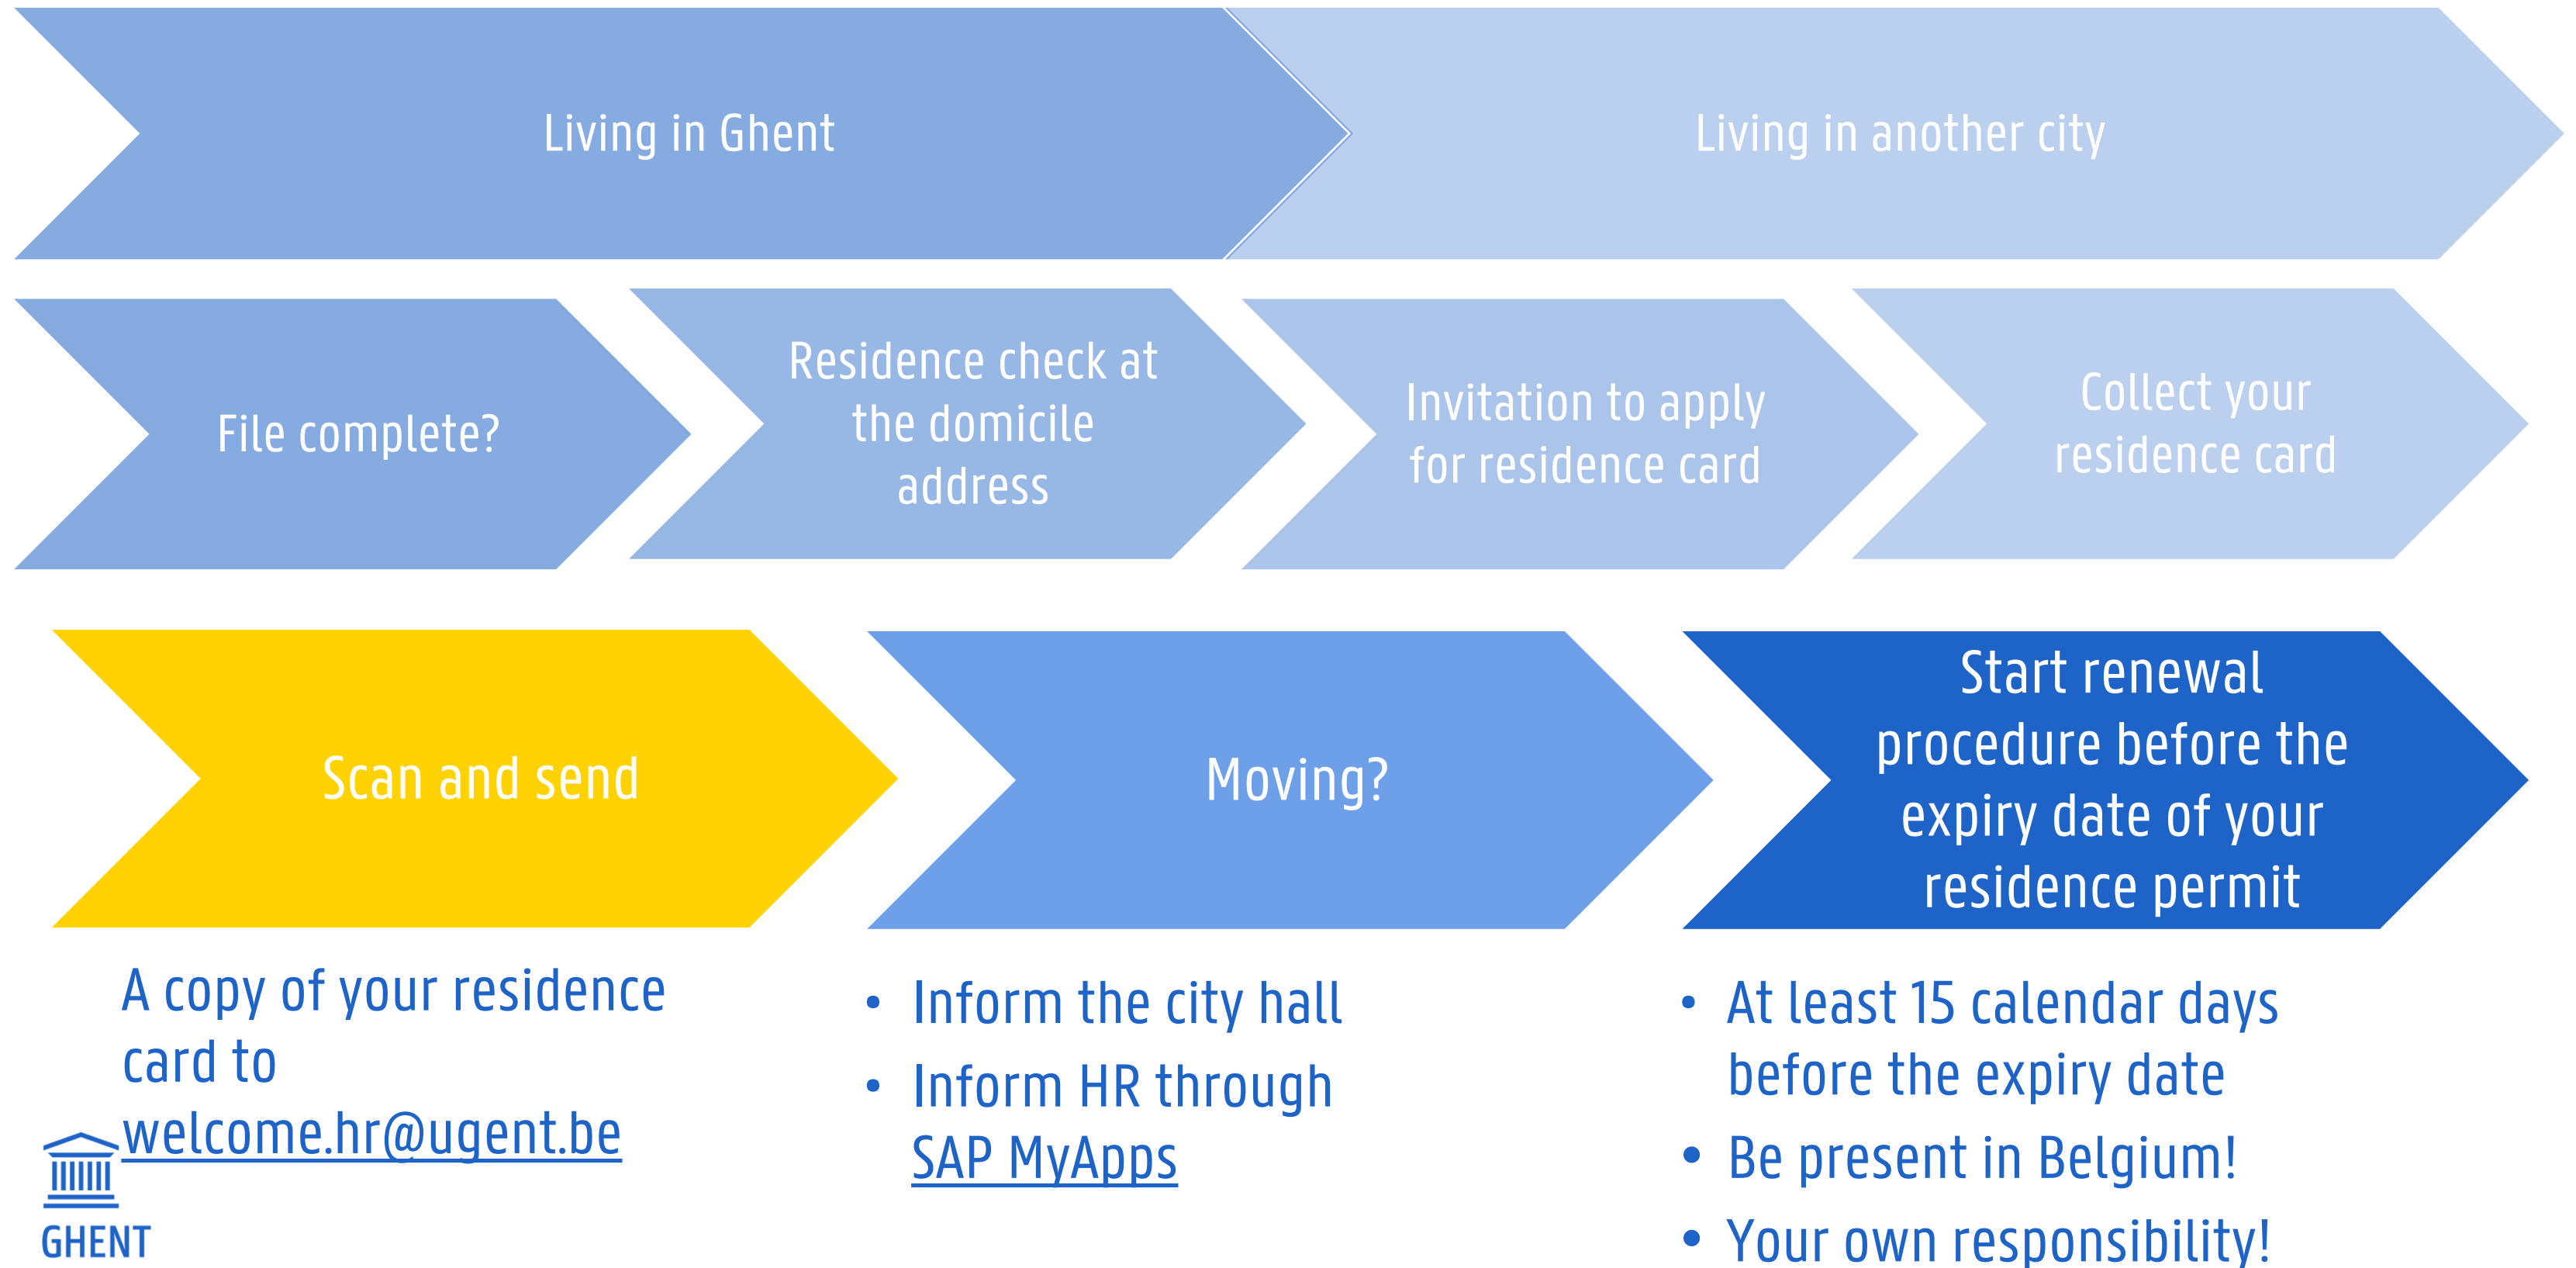 Living in Ghent
Living in another city
File complete?
Residence check at
the domicile
address
Invitation to apply
for residence card
Collect your
residence card
Scan and send
Moving?
Start renewal
procedure before the
expiry date of your
residence permit
A copy of your residence
card to
welcome.hr@ugent.be
• Inform the city hall
• Inform HR through
SAP MyApps
• At least 15 calendar days
before the expiry date
• Be present in Belgium!
• Your own responsibility!
GHENT